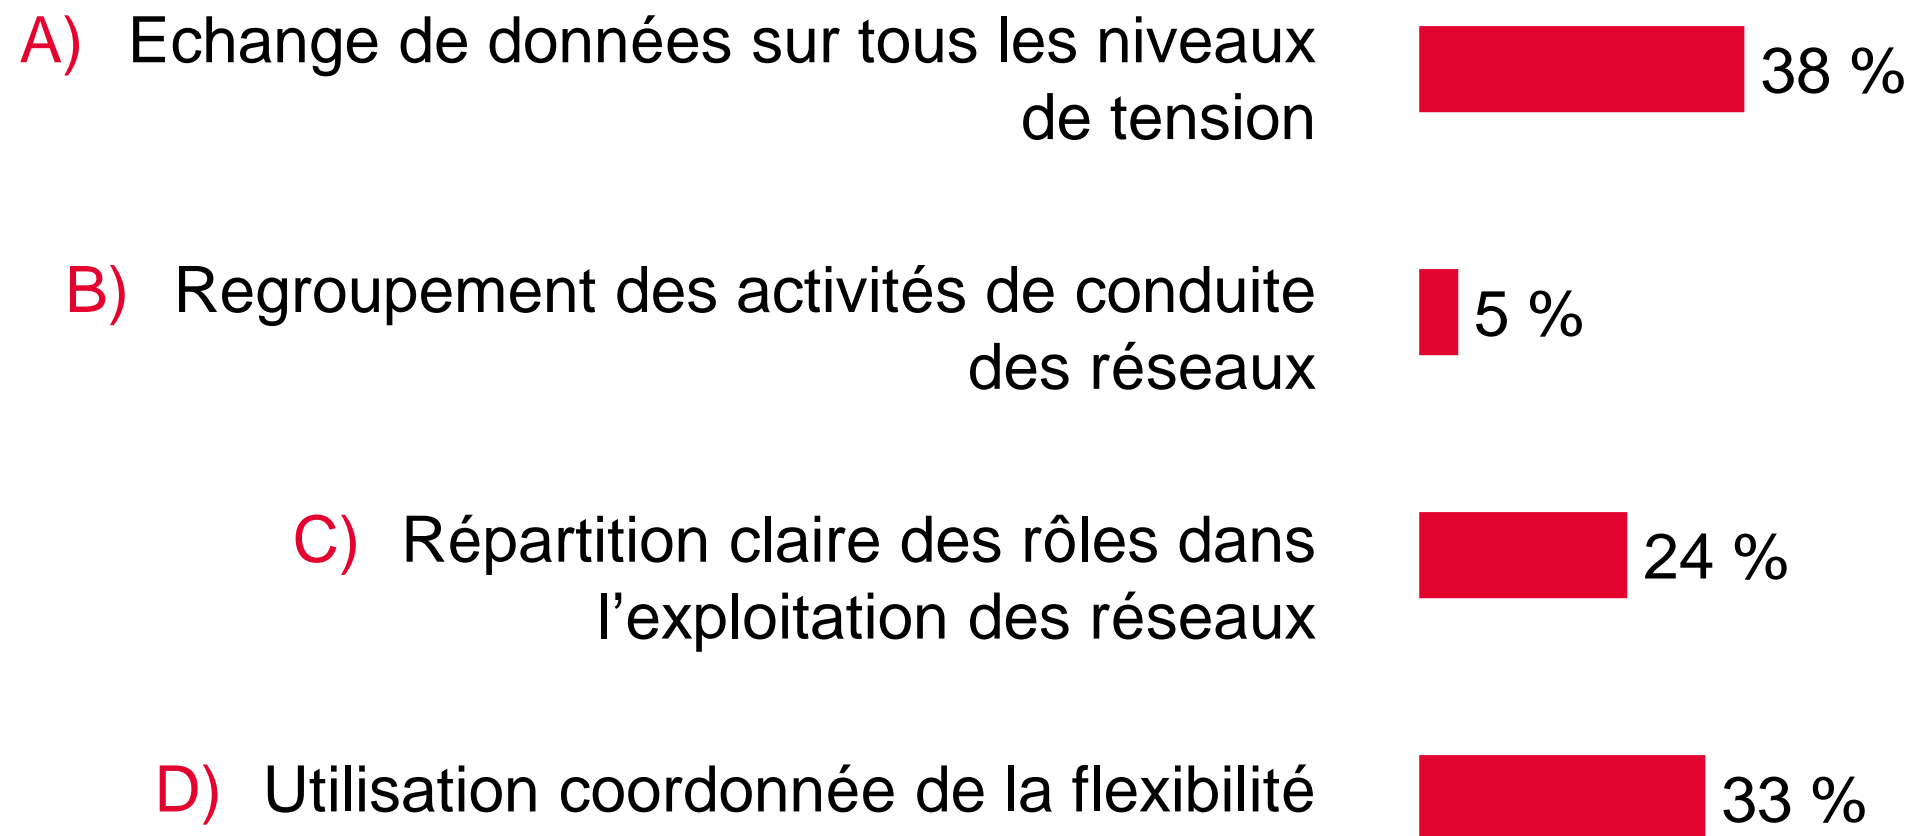 A) Echange de données sur tous les niveaux
de tension
38 %
B) Regroupement des activités de conduite
des réseaux
5 %
C) Répartition claire des rôles dans
l’exploitation des réseaux
24 %
D) Utilisation coordonnée de la flexibilité
33 %